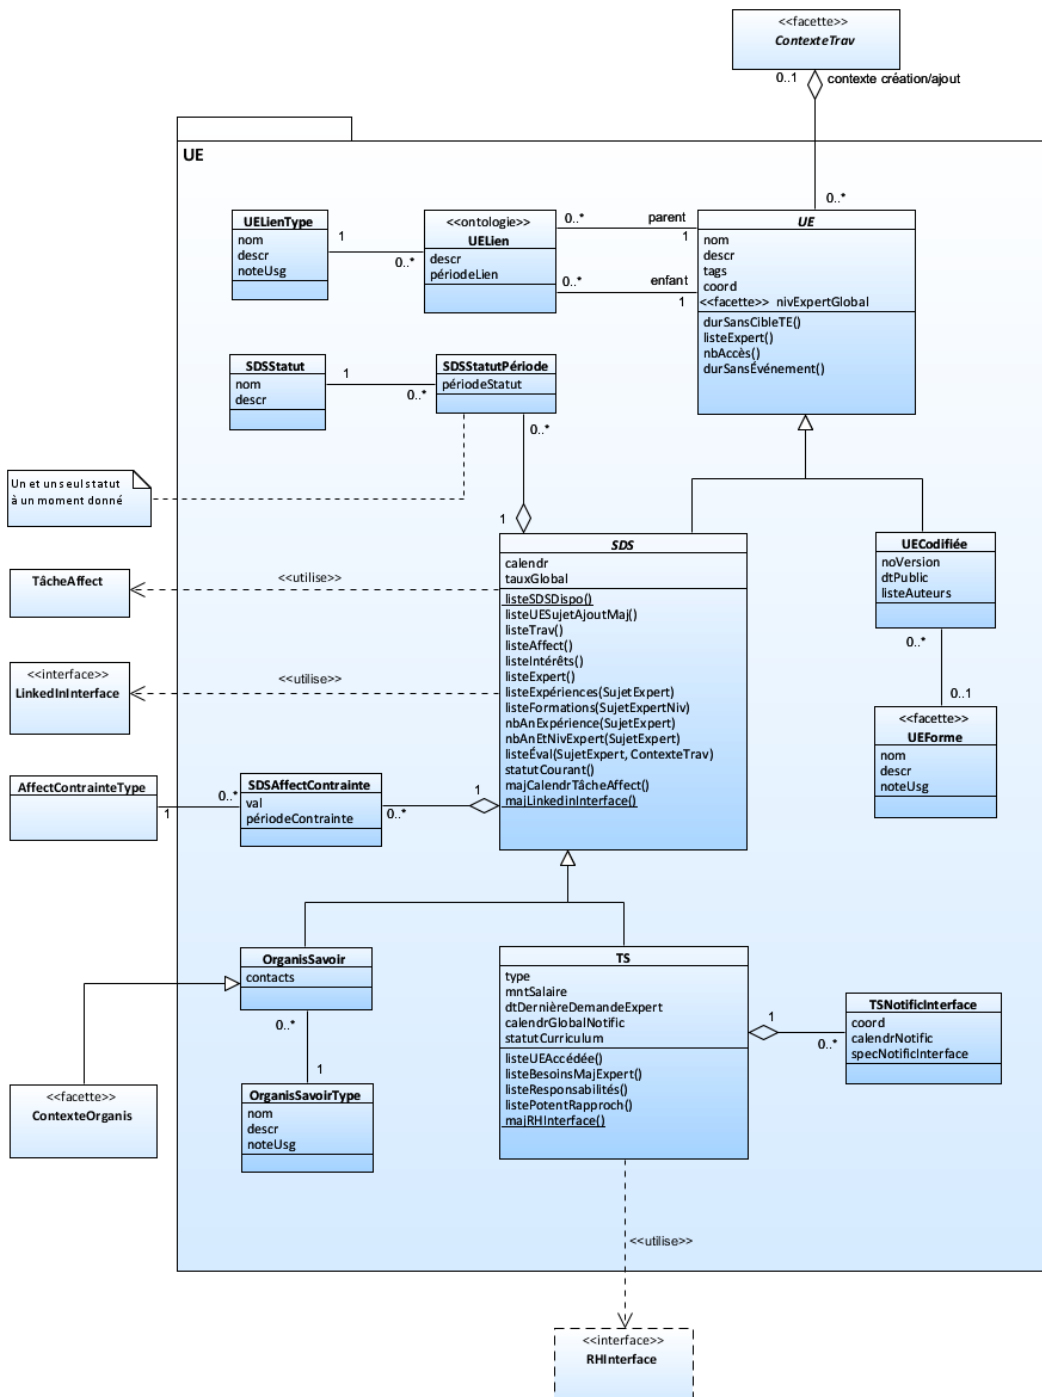 <<facette>>
ContexteTrav
0..1
contexte création/ajout
UE
0..*
UELienType
nom
descr
noteUsg
1
0..*
<<ontologie>>
UELien
descr
périodeLien
0..*
parent
1
0..*
enfant
1
UE
nom
descr
tags
coord
<<facette>> nivExpertGlobal
durSansCibleTE()
listeExpert()
nbAccès()
durSansÉvénement()
SDSStatut
nom
descr
1
0..*
SDSStatutPériode
périodeStatut
0..*
1
Un et un seul statut
à un moment donné
TâcheAffect
<<utilise>>
<<interface>>
LinkedInInterface
<<utilise>>
SDS
calendr
tauxGlobal
listeSDSDispo()
listeUESujetAjoutMaj()
listeTrav()
listeAffect()
listeIntérêts()
listeExpert()
listeExpériences(SujetExpert)
listeFormations(SujetExpertNiv)
nbAnExpérience(SujetExpert)
nbAnEtNivExpert(SujetExpert)
listeÉval(SujetExpert, ContexteTrav)
statutCourant()
majCalendrTâcheAffect()
majLinkedinInterface()
UECodifiée
noVersion
dtPublic
listeAuteurs
0..*
0..1
<<facette>>
UEForme
nom
descr
noteUsg
AffectContrainteType
1
0..*
SDSAffectContrainte
val
périodeContrainte
0..*
1
OrganisSavoir
contacts
0..*
1
OrganisSavoirType
nom
descr
noteUsg
<<facette>>
ContexteOrganis
TS
type
mntSalaire
dtDernièreDemandeExpert
calendrGlobalNotific
statutCurriculum
listeUEAccédée()
listeBesoinsMajExpert()
listeResponsabilités()
listePotentRapproch()
majRHInterface()
1
0..*
TSNotificInterface
coord
calendrNotific
specNotificInterface
<<utilise>>
<<interface>>
RHInterface